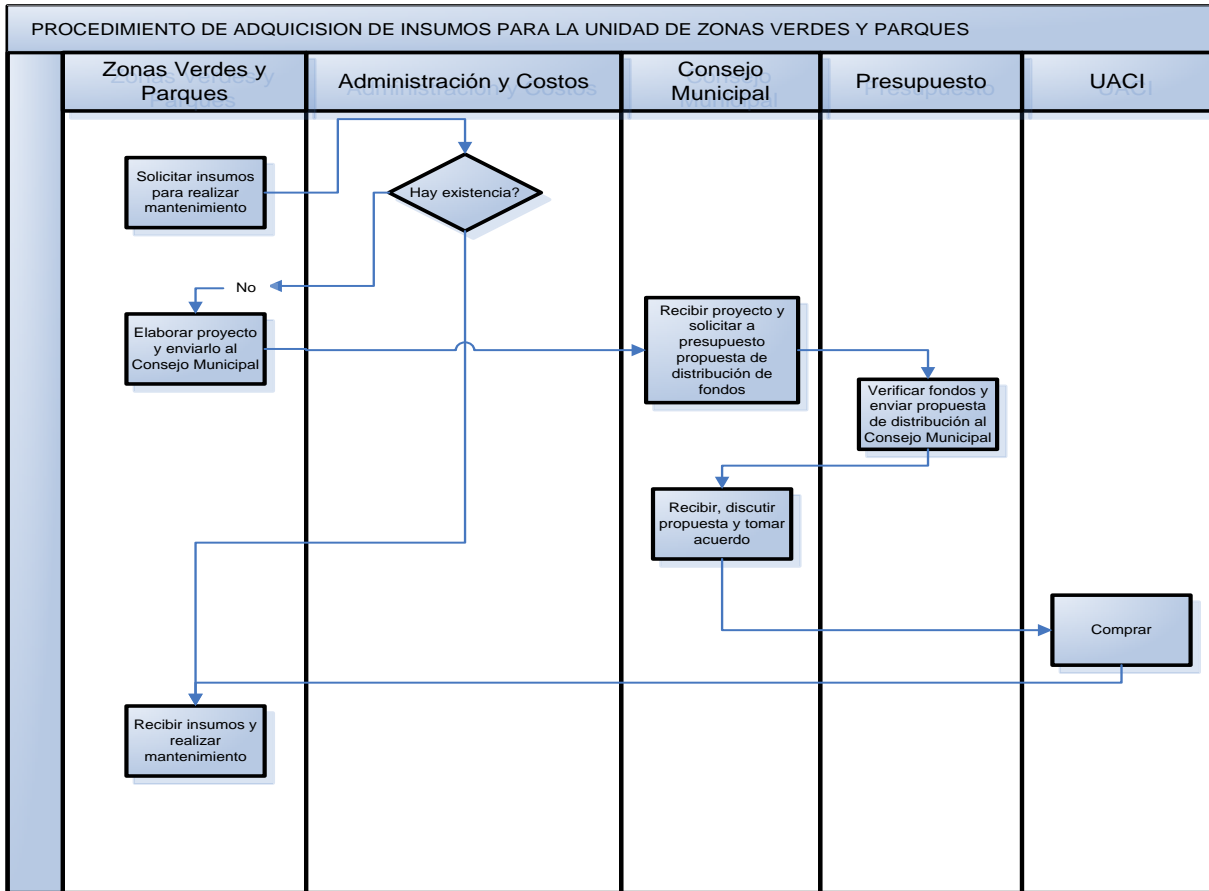 PROCEDIMIENTO DE ADQUICISION DE INSUMOS PARA LA UNIDAD DE ZONAS VERDES Y PARQUES
Zonas Verdes y
Parques
Administración y Costos
Consejo
Municipal
Presupuesto
UACI
Solicitar insumos
para realizar
mantenimiento
Hay existencia?
No
Elaborar proyecto
y enviarlo al
Consejo Municipal
Recibir proyecto y
solicitar a
presupuesto
propuesta de
distribución de
fondos
Verificar fondos y
enviar propuesta
de distribución al
Consejo Municipal
Recibir, discutir
propuesta y tomar
acuerdo
Comprar
Recibir insumos y
realizar
mantenimiento